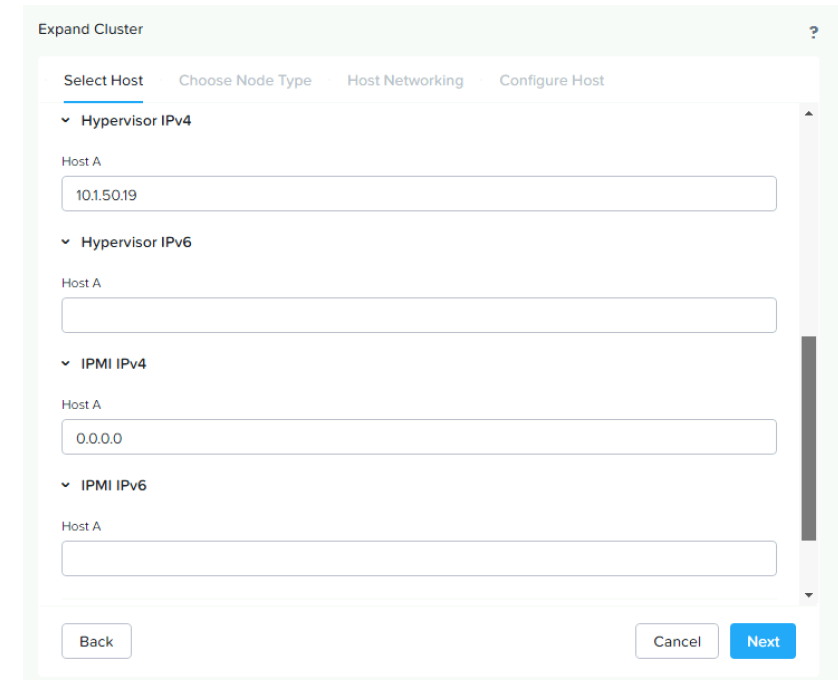 Expand Cluster
?
Select Host Choose Node Type Host Networking Configure Host
Hypervisor IPv4
Host A
10.1.50.19
Hypervisor IPv6
Host A
IPMI IPv4
Host A
0.0.0.0
IPMI IPv6
Host A
Back Cancel Next